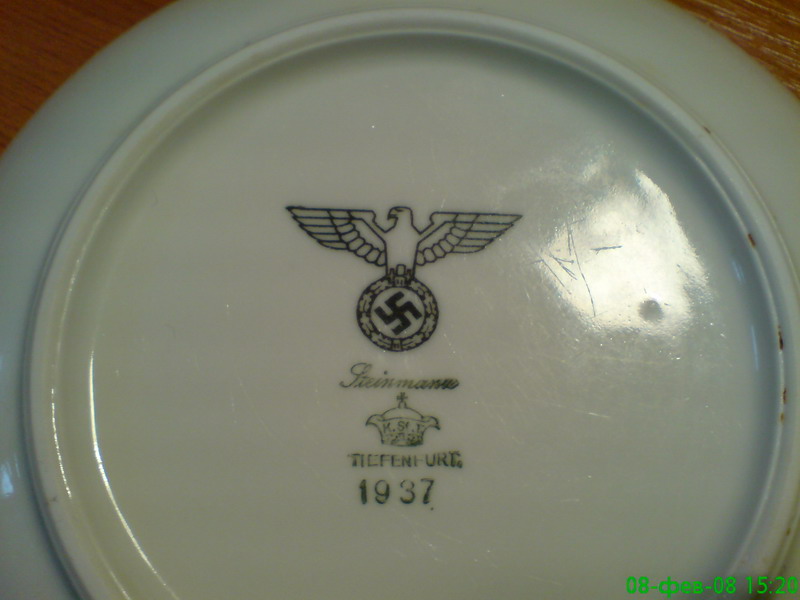 Steinmann
K.St.T.
TIEFENFURT
1937
08-фев-08 15:20